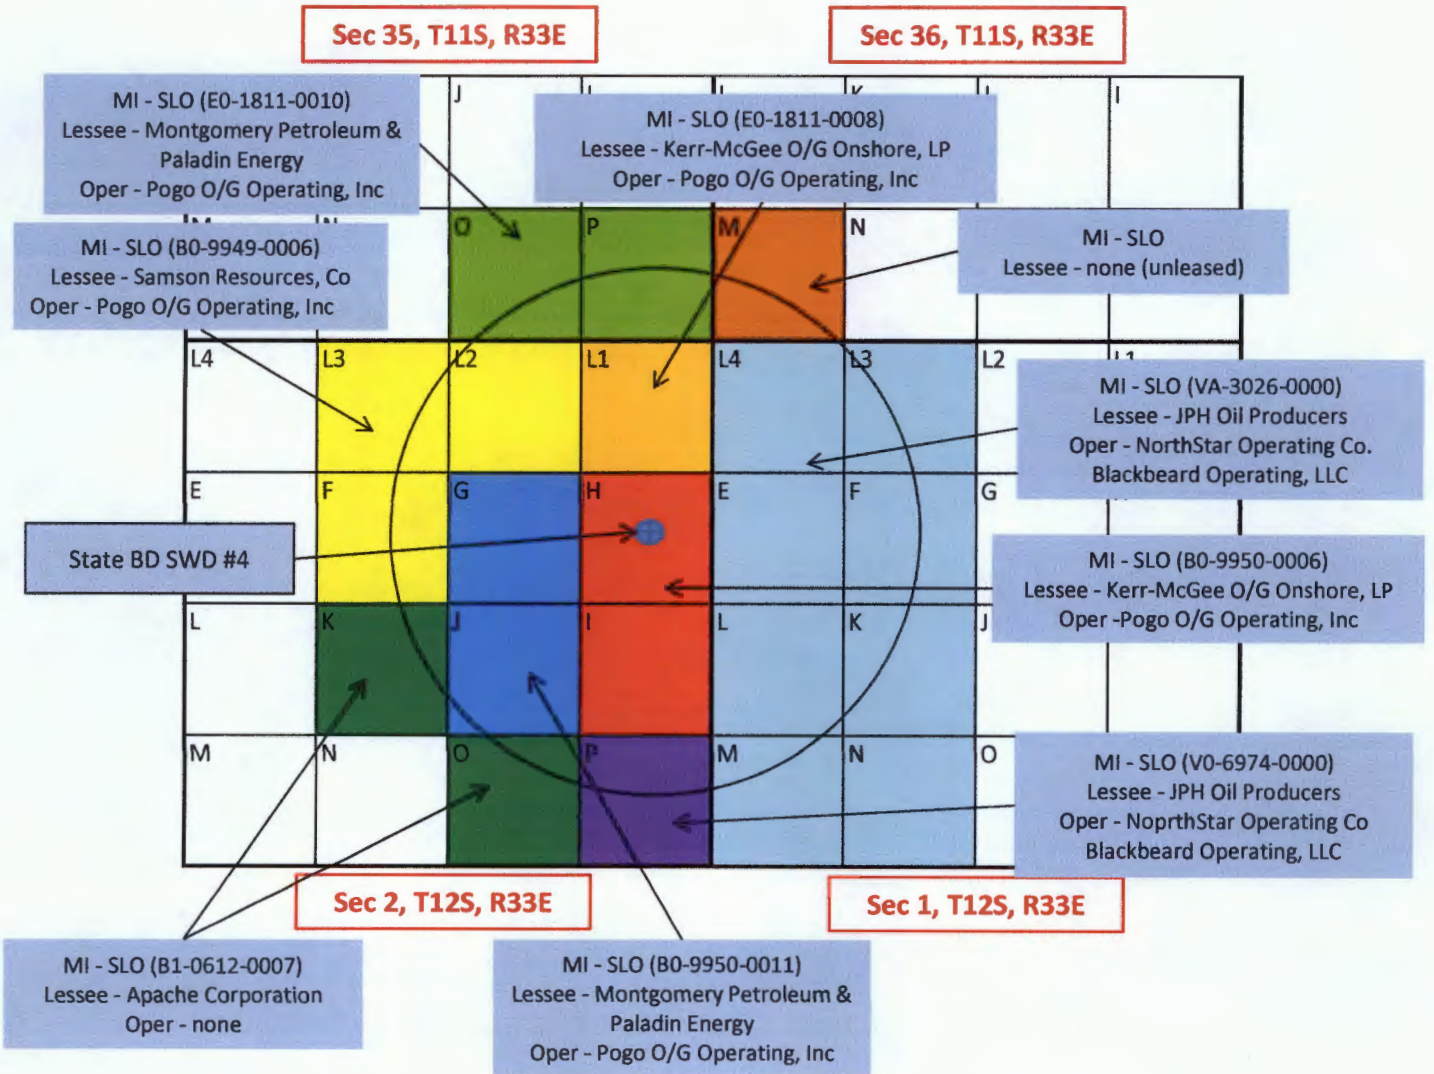 Sec 35, T11S, R33E
Sec 36, T11S, R33E
MI - SLO (E0-1811-0010)
Lessee - Montgomery Petroleum &
Paladin Energy
Oper - Pogo O/G Operating, Inc
J
I
MI - SLO (E0-1811-0008)
Lessee - Kerr-McGee O/G Onshore, LP
Oper - Pogo O/G Operating, Inc
O
P
M
N
MI - SLO
Lessee - none (unleased)
MI - SLO (B0-9949-0006)
Lessee - Samson Resources, Co
Oper - Pogo O/G Operating, Inc
L4
L3
L2
L1
L4
L3
L2
MI - SLO (VA-3026-0000)
Lessee - JPH Oil Producers
Oper - NorthStar Operating Co.
Blackbeard Operating, LLC
E
F
G
H
E
F
G
State BD SWD #4
MI - SLO (B0-9950-0006)
Lessee - Kerr-McGee O/G Onshore, LP
Oper -Pogo O/G Operating, Inc
L
K
J
I
L
K
J
M
N
O
P
M
N
O
MI - SLO (V0-6974-0000)
Lessee - JPH Oil Producers
Oper - NoprthStar Operating Co
Blackbeard Operating, LLC
Sec 2, T12S, R33E
Sec 1, T12S, R33E
MI - SLO (B1-0612-0007)
Lessee - Apache Corporation
Oper - none
MI - SLO (B0-9950-0011)
Lessee - Montgomery Petroleum &
Paladin Energy
Oper - Pogo O/G Operating, Inc